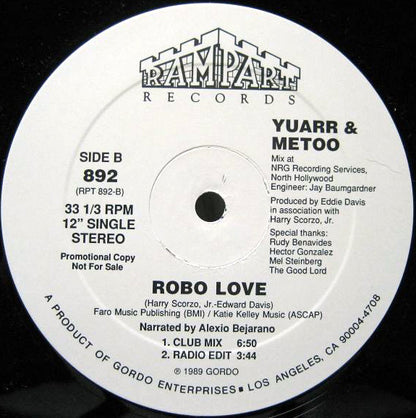 RAMPART
RECORDS
SIDE B
892
(RPT 892-B)
33 1/3 RPM
12" SINGLE
STEREO
Promotional Copy
Not For Sale
YUARR &
METOO
Mix at
NRG Recording Services,
North Hollywood
Engineer: Jay Baumgardner
Produced by Eddie Davis
in association with
Harry Scorzo, Jr.
Special thanks:
Rudy Benavides
Hector Gonzalez
Mel Steinberg
The Good Lord
ROBO LOVE
(Harry Scorzo, Jr.-Edward Davis)
Faro Music Publishing (BMI) / Katie Kelley Music (ASCAP)
Narrated by Alexio Bejarano
1. CLUB MIX 6:50
2. RADIO EDIT 3:44
℗ 1989 GORDO
A PRODUCT OF GORDO ENTERPRISES ■ LOS ANGELES, CA 90004-4708